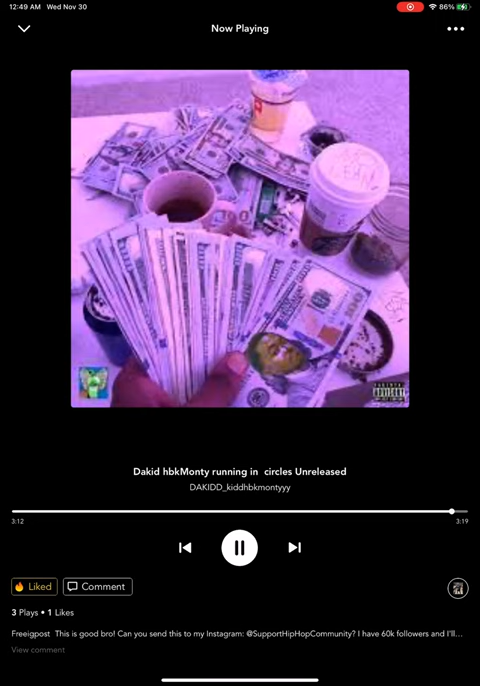 12:49 AM Wed Nov 30
86%
Now Playing
PARENTAL
ADVISORY
Dakid hbkMonty running in circles Unreleased
DAKIDD_kiddhbkmontyyy
3:12
3:19
Liked
Comment
3 Plays • 1 Likes
Freeigpost This is good bro! Can you send this to my Instagram: @SupportHipHopCommunity? I have 60k followers and I'll...
View comment